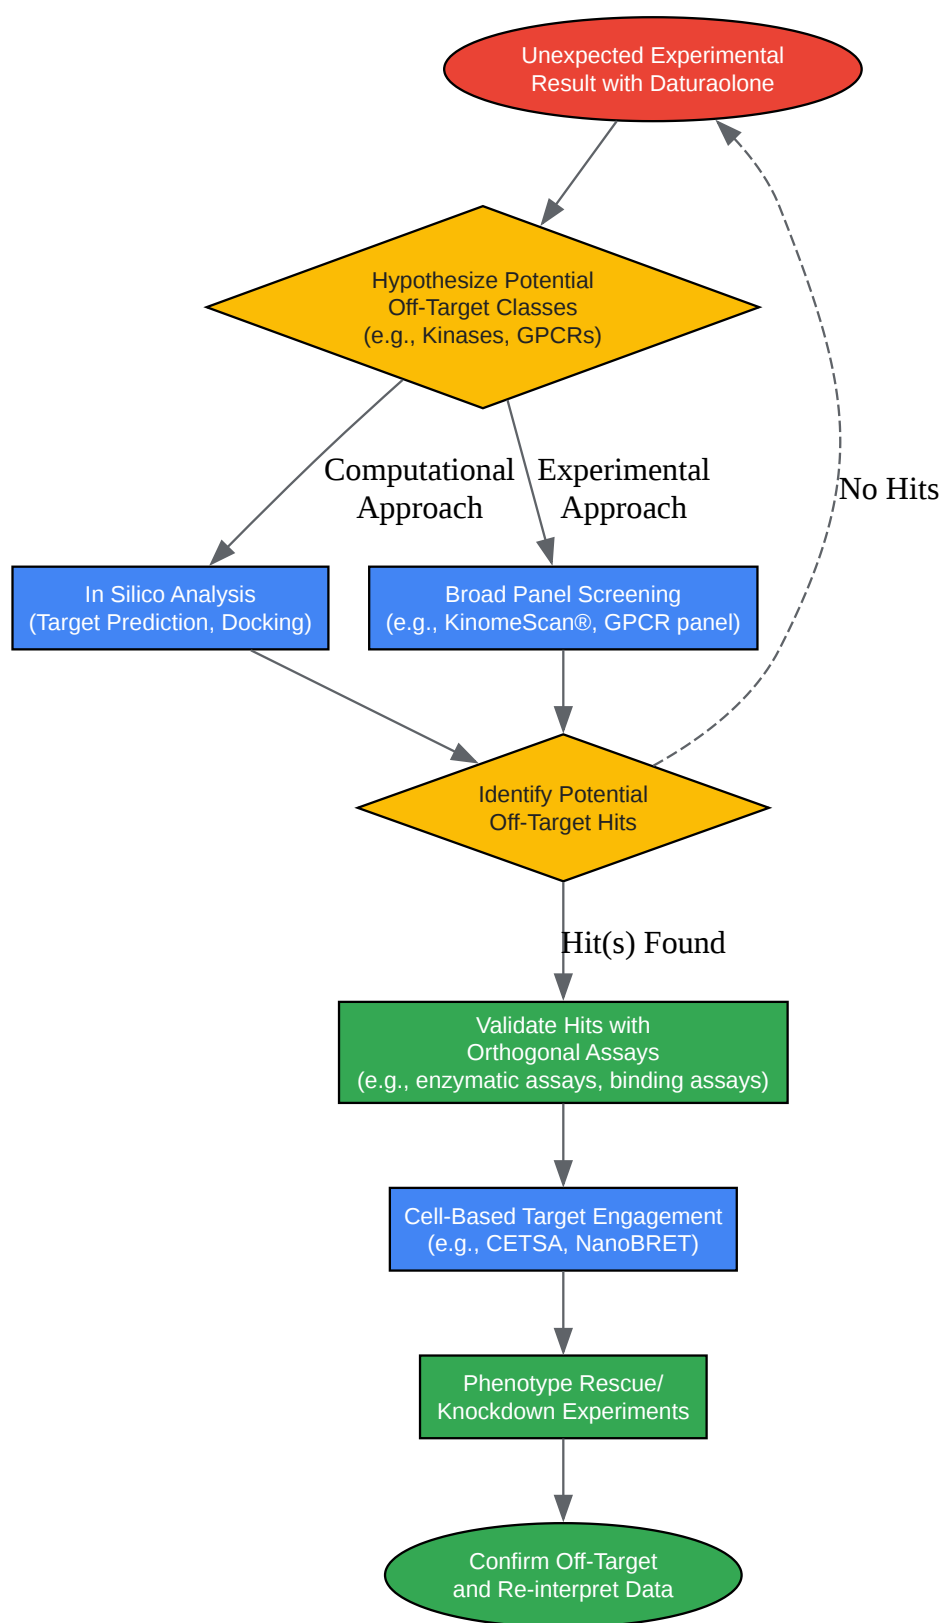 Unexpected Experimental
Result with Daturaolone
Hypothesize Potential
Off-Target Classes
(e.g., Kinases, GPCRs)
Computational
Approach
Experimental
Approach
No Hits
In Silico Analysis
(Target Prediction, Docking)
Broad Panel Screening
(e.g., KinomeScan®, GPCR panel)
Identify Potential
Off-Target Hits
Hit(s) Found
Validate Hits with
Orthogonal Assays
(e.g., enzymatic assays, binding assays)
Cell-Based Target Engagement
(e.g., CETSA, NanoBRET)
Phenotype Rescue/
Knockdown Experiments
Confirm Off-Target
and Re-interpret Data